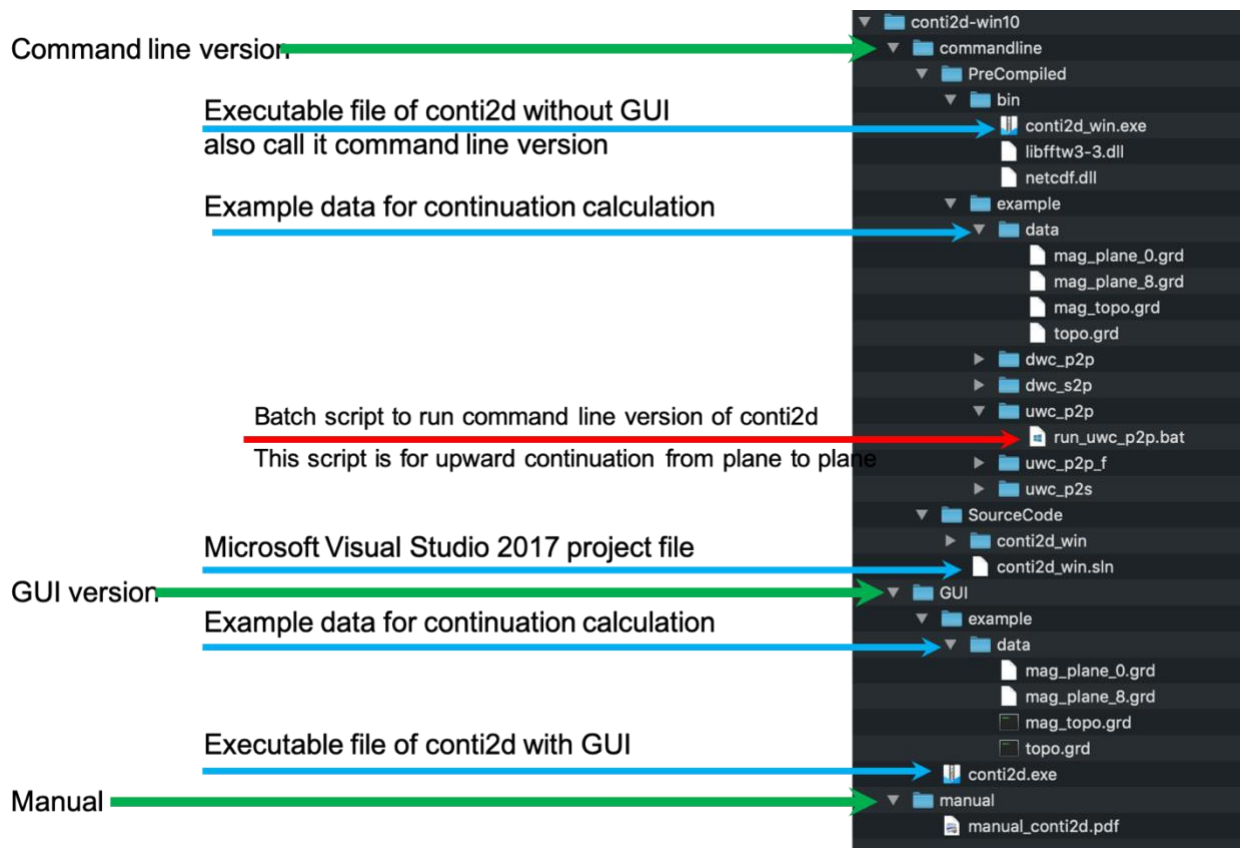 conti2d-win10
Command line version
commandline
PreCompiled
bin
Executable file of conti2d without GUI
also call it command line version
conti2d_win.exe
libfftw3-3.dll
netcdf.dll
example
Example data for continuation calculation
data
mag_plane_0.grd
mag_plane_8.grd
mag_topo.grd
topo.grd
dwc_p2p
dwc_s2p
uwc_p2p
Batch script to run command line version of conti2d
run_uwc_p2p.bat
This script is for upward continuation from plane to plane
uwc_p2p_f
uwc_p2s
SourceCode
conti2d_win
Microsoft Visual Studio 2017 project file
conti2d_win.sln
GUI version
GUI
example
Example data for continuation calculation
data
mag_plane_0.grd
mag_plane_8.grd
mag_topo.grd
topo.grd
Executable file of conti2d with GUI
conti2d.exe
Manual
manual
manual_conti2d.pdf